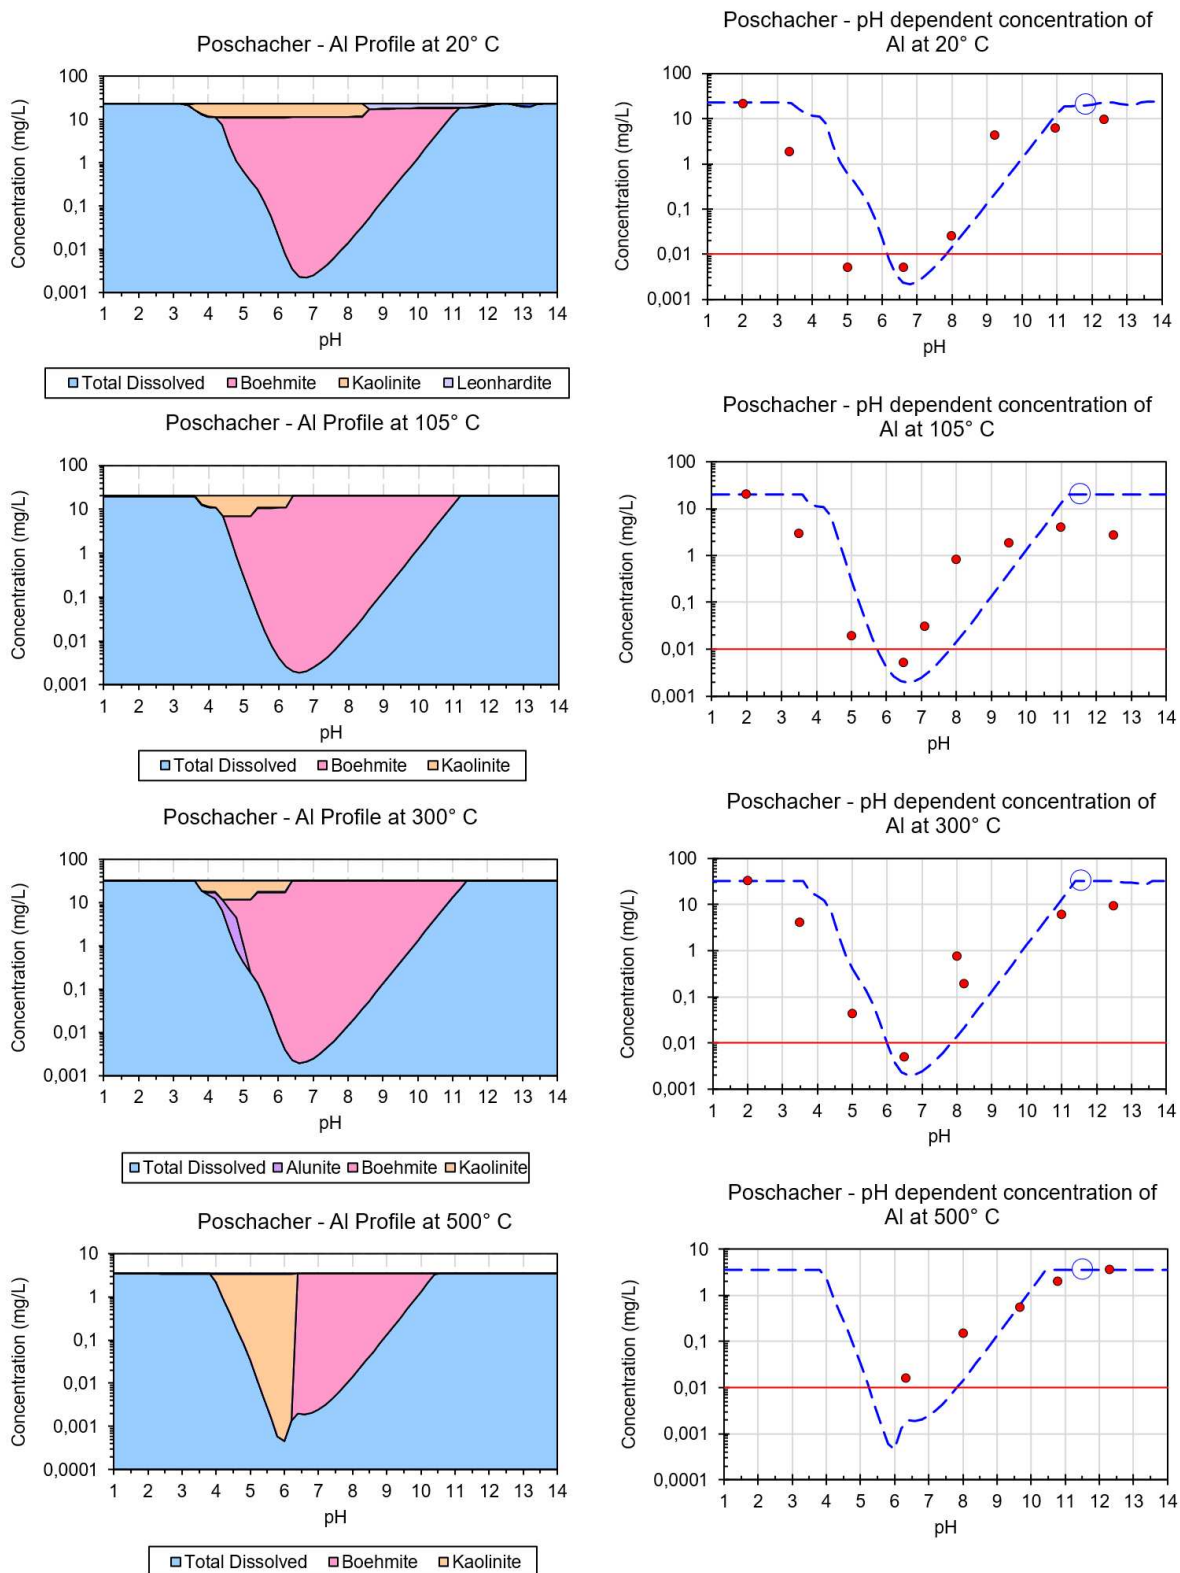 Poschacher - Al Profile at 20° C
Concentration (mg/L)
100
10
1
0,1
0,01
0,001
1 2 3 4 5 6 7 8 9 10 11 12 13 14
pH
Total Dissolved Boehmite Kaolinite Leonhardite
Poschacher - pH dependent concentration of
Al at 20° C
Concentration (mg/L)
100
10
1
0,1
0,01
0,001
1 2 3 4 5 6 7 8 9 10 11 12 13 14
pH
Poschacher - Al Profile at 105° C
Concentration (mg/L)
100
10
1
0,1
0,01
0,001
1 2 3 4 5 6 7 8 9 10 11 12 13 14
pH
Total Dissolved Boehmite Kaolinite
Poschacher - pH dependent concentration of
Al at 105° C
Concentration (mg/L)
100
10
1
0,1
0,01
0,001
1 2 3 4 5 6 7 8 9 10 11 12 13 14
pH
Poschacher - Al Profile at 300° C
Concentration (mg/L)
100
10
1
0,1
0,01
0,001
1 2 3 4 5 6 7 8 9 10 11 12 13 14
pH
Total Dissolved Alunite Boehmite Kaolinite
Poschacher - pH dependent concentration of
Al at 300° C
Concentration (mg/L)
100
10
1
0,1
0,01
0,001
1 2 3 4 5 6 7 8 9 10 11 12 13 14
pH
Poschacher - Al Profile at 500° C
Concentration (mg/L)
10
1
0,1
0,01
0,001
0,0001
1 2 3 4 5 6 7 8 9 10 11 12 13 14
pH
Total Dissolved Boehmite Kaolinite
Poschacher - pH dependent concentration of
Al at 500° C
Concentration (mg/L)
10
1
0,1
0,01
0,001
0,0001
1 2 3 4 5 6 7 8 9 10 11 12 13 14
pH